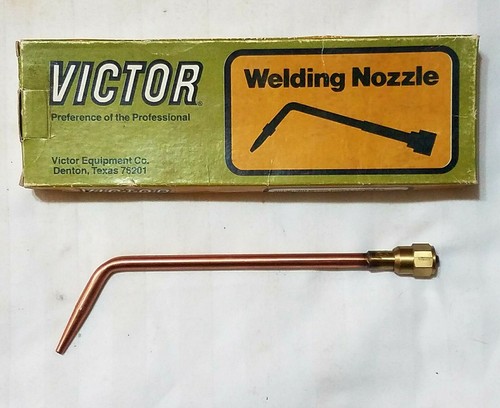 VICTOR®
Preference of the Professional
Victor Equipment Co.
Denton, Texas 76201
Welding Nozzle